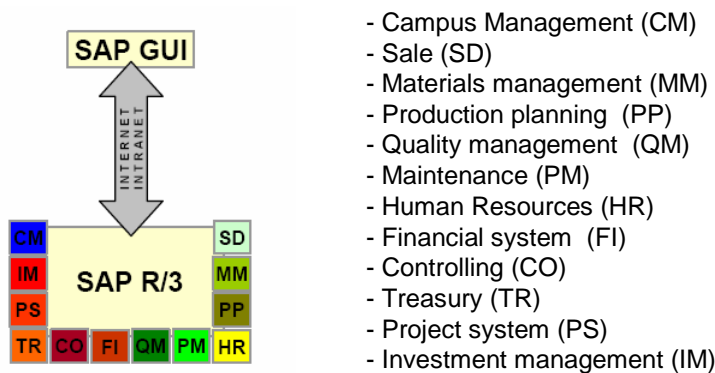 SAP GUI
INTERNET
INTRANET
CM
SD
IM
SAP R/3
MM
PS
PP
TR CO FI QM PM HR
- Campus Management (CM)
- Sale (SD)
- Materials management (MM)
- Production planning  (PP)
- Quality management  (QM)
- Maintenance (PM)
- Human Resources (HR)
- Financial system  (FI)
- Controlling (CO)
- Treasury (TR)
- Project system (PS)
- Investment management (IM)